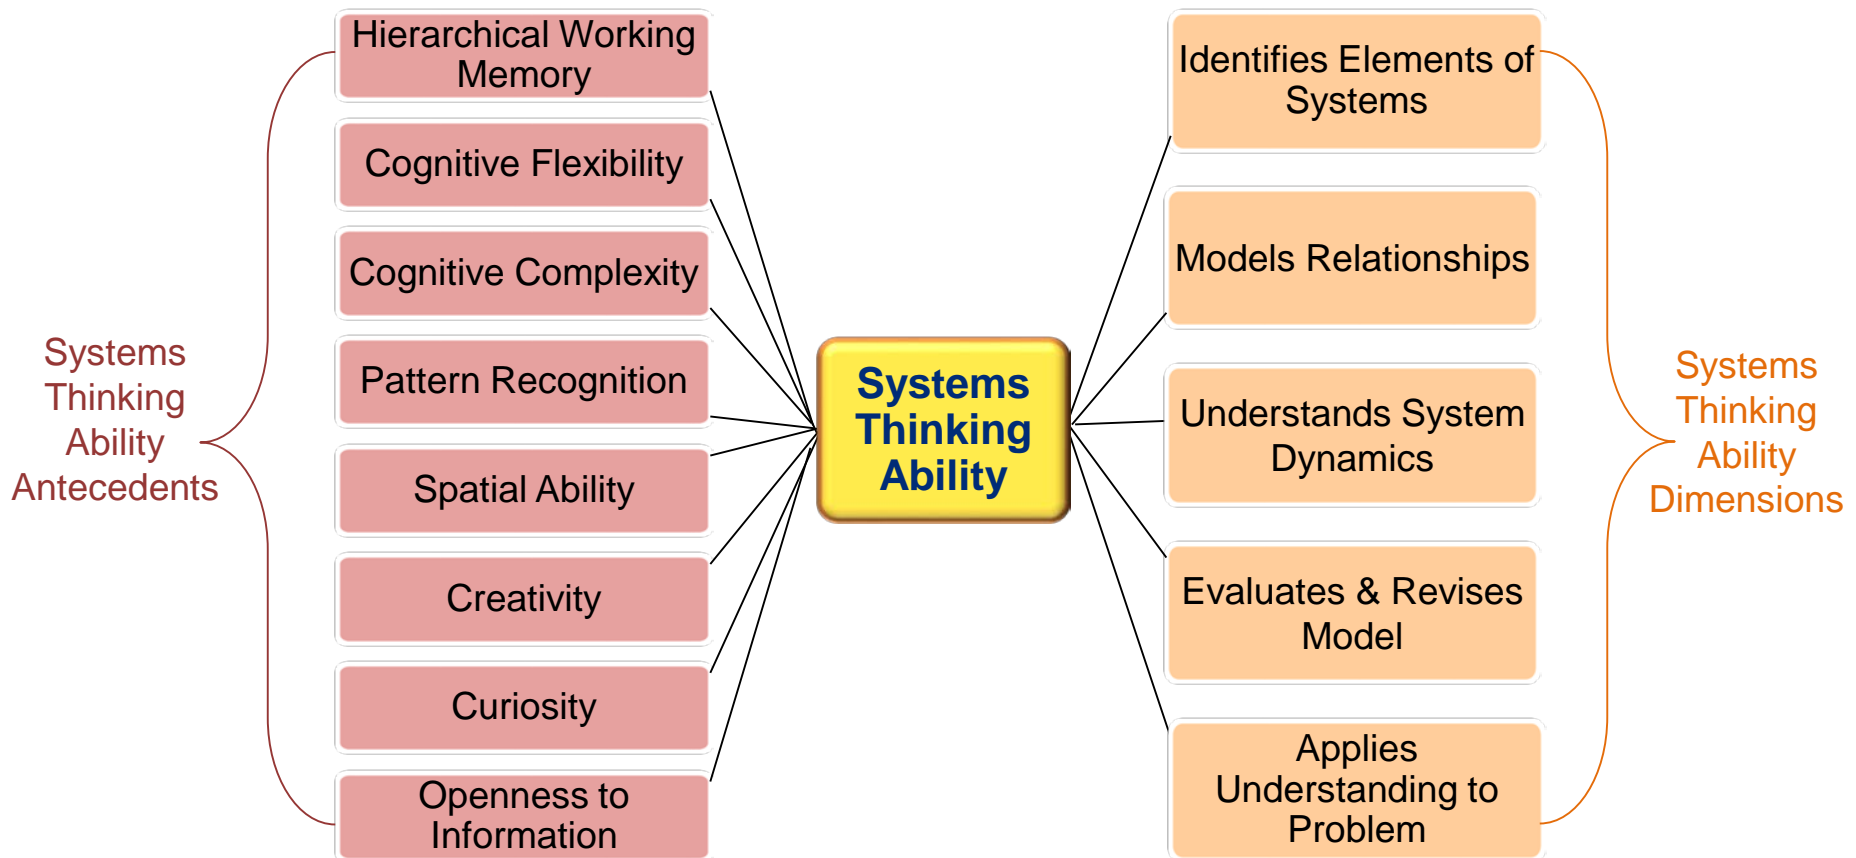 Systems
Thinking
Ability
Antecedents
Hierarchical Working
Memory
Cognitive Flexibility
Cognitive Complexity
Pattern Recognition
Spatial Ability
Creativity
Curiosity
Openness to
Information
Systems
Thinking
Ability
Identifies Elements of
Systems
Models Relationships
Understands System
Dynamics
Evaluates & Revises
Model
Applies
Understanding to
Problem
Systems
Thinking
Ability
Dimensions